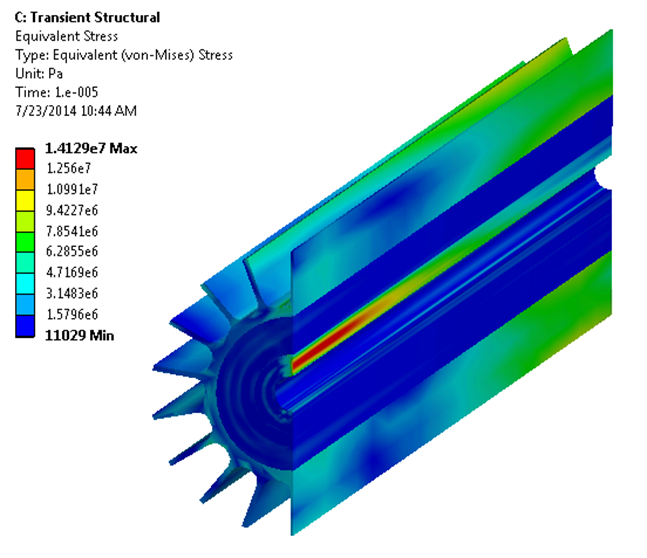 C: Transient Structural
Equivalent Stress
Type: Equivalent (von-Mises) Stress
Unit: Pa
Time: 1.e-005
7/23/2014 10:44 AM
1.4129e7 Max
1.256e7
1.0991e7
9.4227e6
7.8541e6
6.2855e6
4.7169e6
3.1483e6
1.5796e6
11029 Min